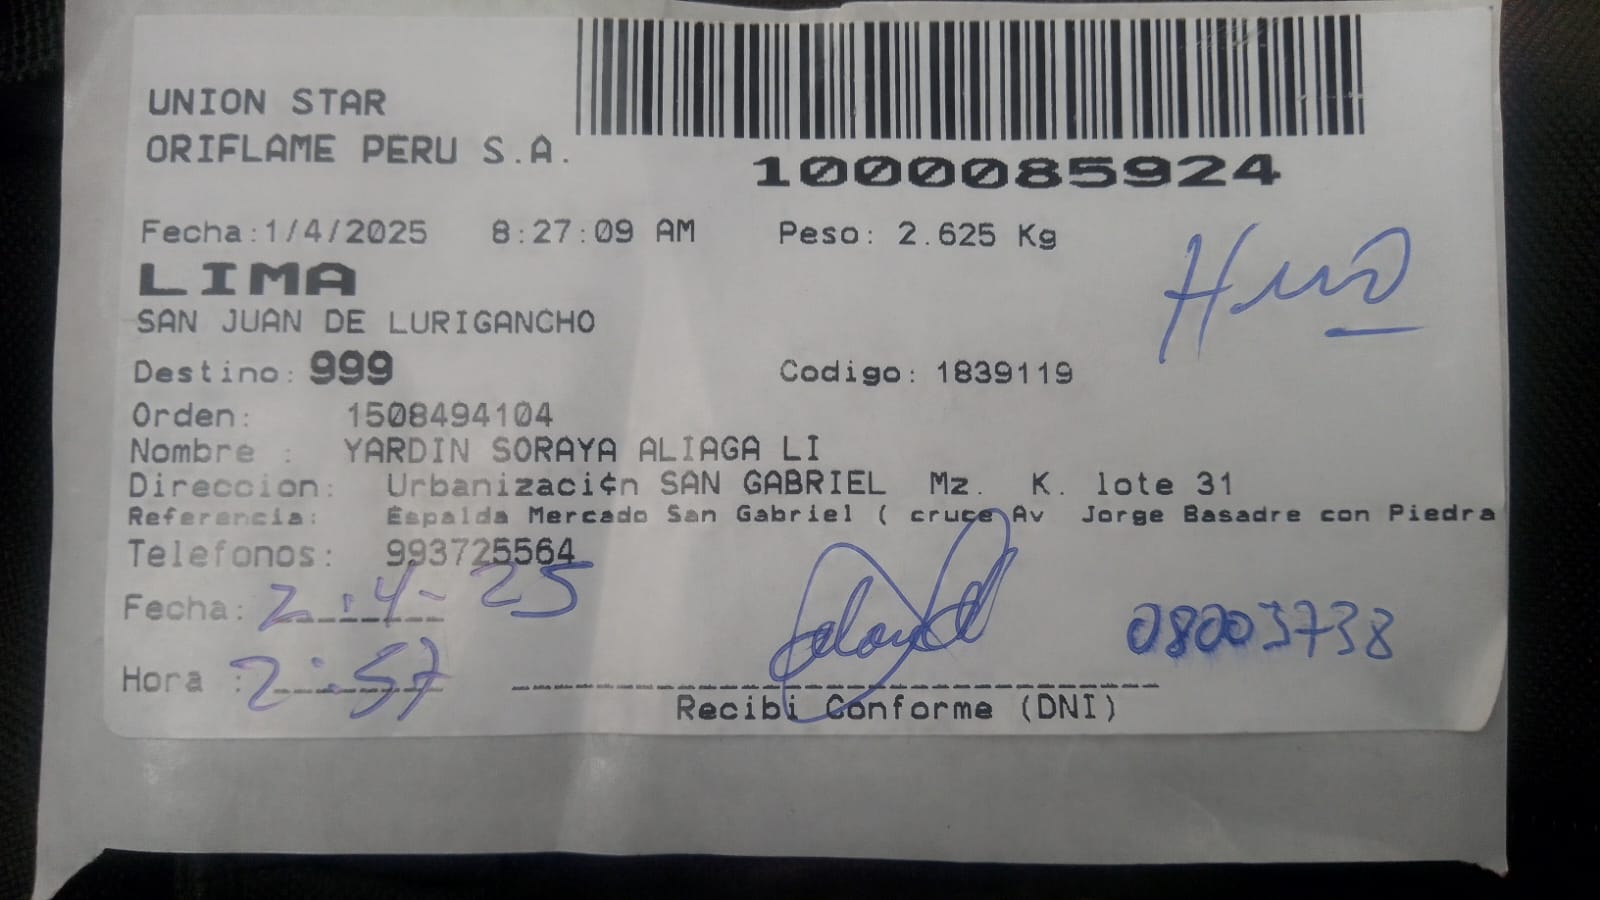 UNION STAR
ORIFLAME PERU S.A.
1000085924
Fecha:1/4/2025 8:27:09 AM Peso: 2.625 Kg
LIMA
SAN JUAN DE LURIGANCHO
Destino: 999 Codigo: 1839119
Orden: 1508494104
Nombre : YARDIN SORAYA ALIAGA LI
Direccion: Urbanizaci¢n SAN GABRIEL Mz. K. lote 31
Referencia: Espalda Mercado San Gabriel ( cruce Av Jorge Basadre con Piedra
Telefonos: 993725564
Fecha: 2.4-25
Hora : 2:57 08003738
Recibi Conforme (DNI)